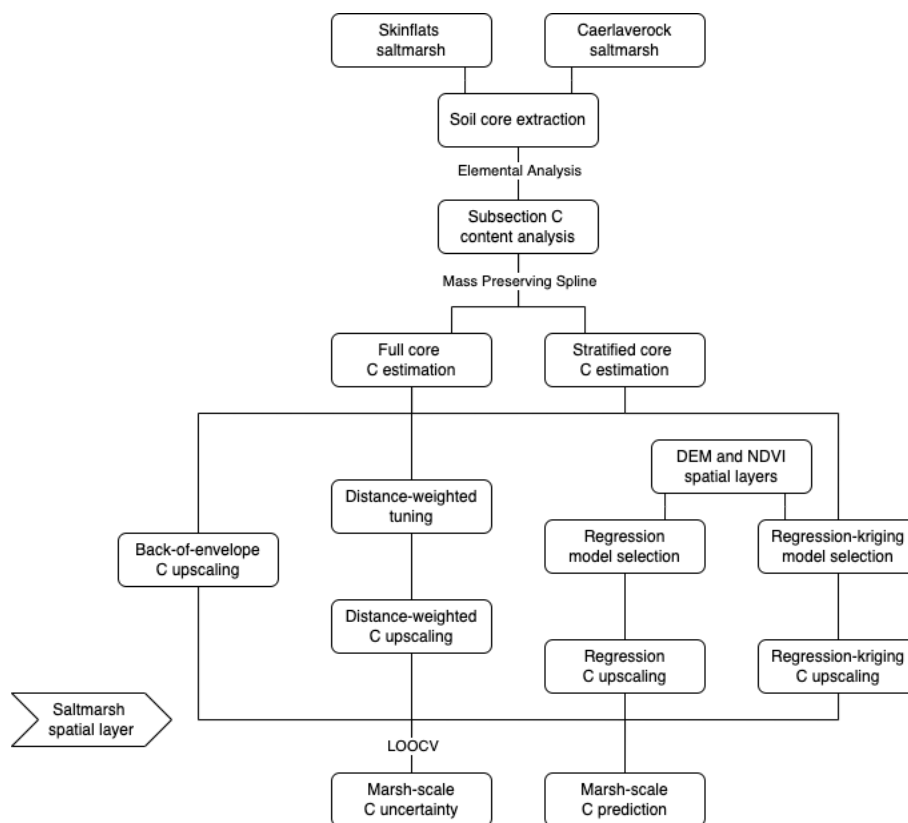 Skinflats
saltmarsh
Caerlaverock
saltmarsh
Soil core extraction
Elemental Analysis
Subsection C
content analysis
Mass Preserving Spline
Full core
C estimation
Stratified core
C estimation
DEM and NDVI
spatial layers
Distance-weighted
tuning
Back-of-envelope
C upscaling
Regression
model selection
Regression-kriging
model selection
Distance-weighted
C upscaling
Regression
C upscaling
Regression-kriging
C upscaling
Saltmarsh
spatial layer
LOOCV
Marsh-scale
C uncertainty
Marsh-scale
C prediction